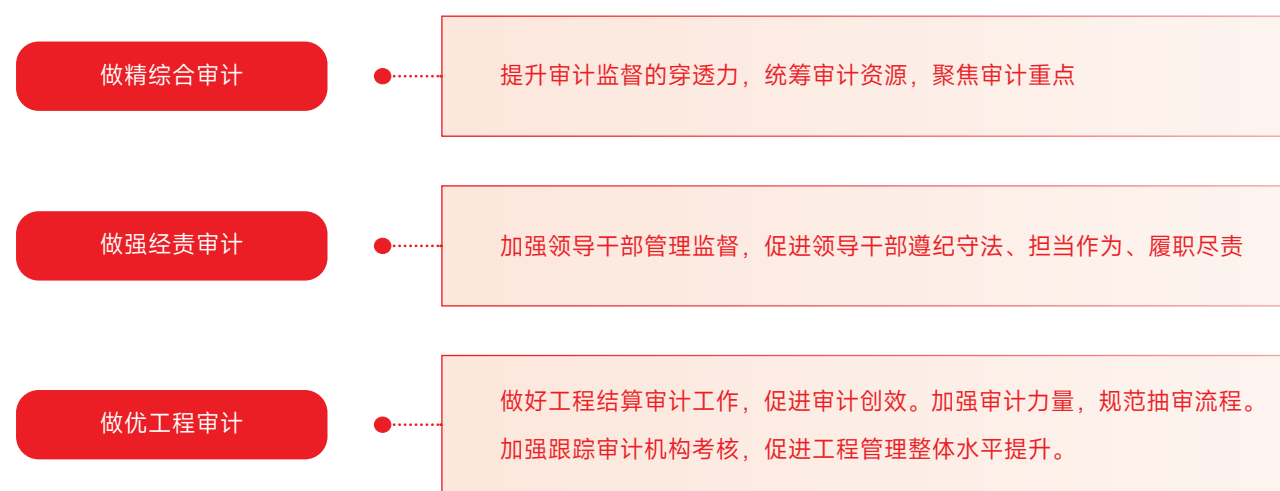 做精综合审计
提升审计监督的穿透力，统筹审计资源，聚焦审计重点
做强经责审计
加强领导干部管理监督，促进领导干部遵纪守法、担当作为、履职尽责
做优工程审计
做好工程结算审计工作，促进审计创效。加强审计力量，规范抽审流程。
加强跟踪审计机构考核，促进工程管理整体水平提升。